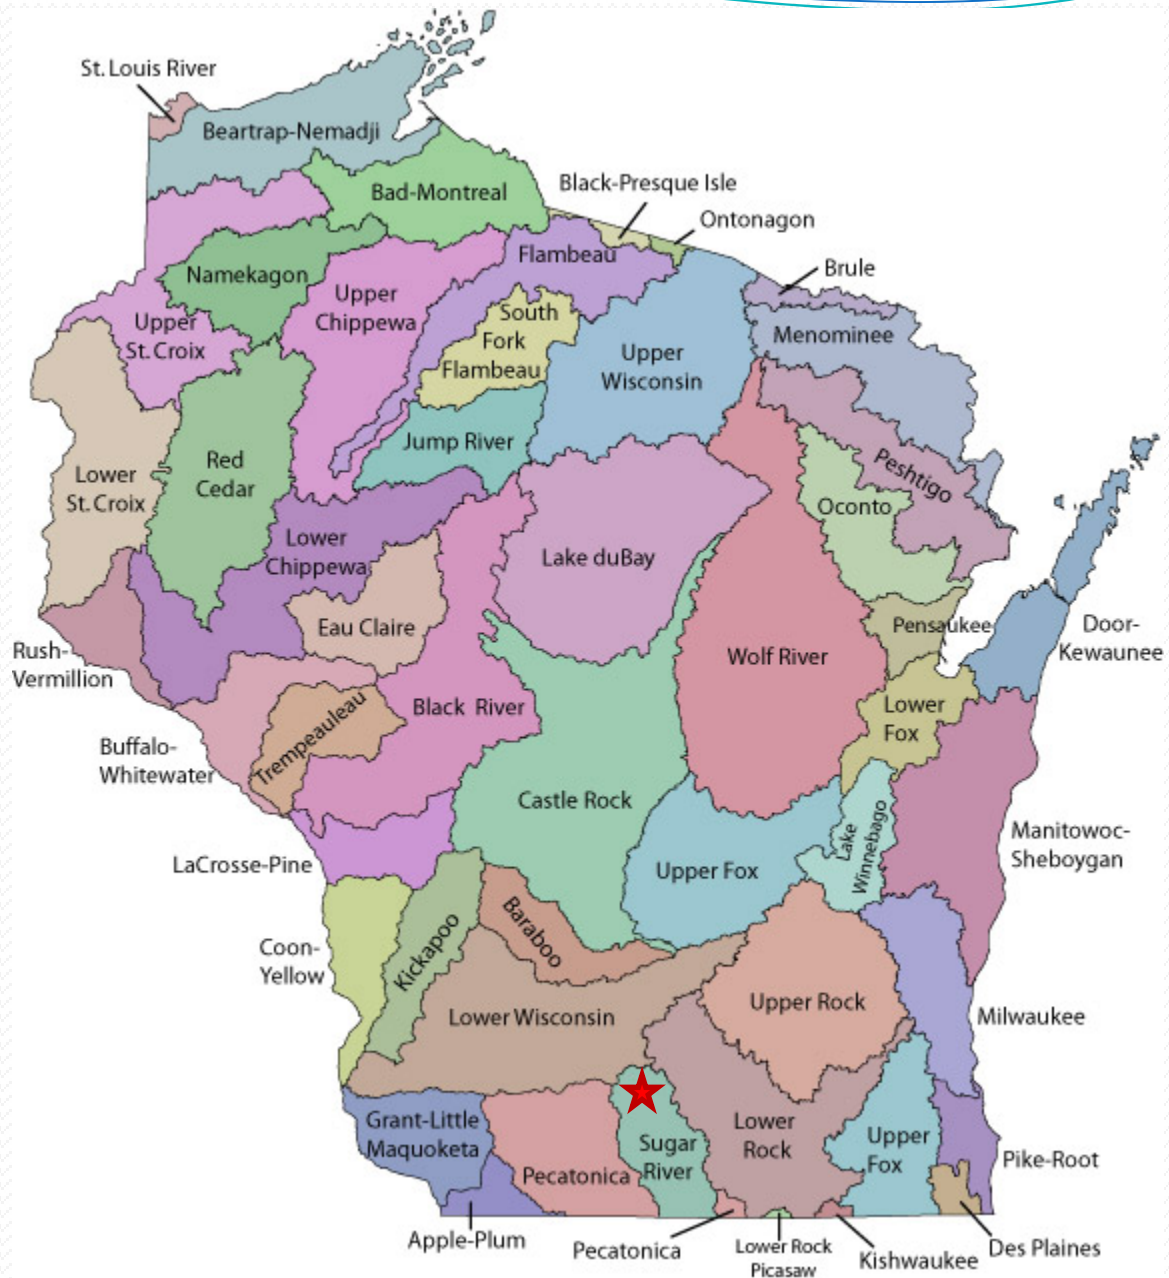 St. Louis River
Beartrap-Nemadji
Bad-Montreal
Black-Presque Isle
Ontonagon
Flambeau
Brule
Namekagon
Upper
Chippewa
South
Fork
Flambeau
Upper
St. Croix
Menominee
Upper
Wisconsin
Jump River
Red
Cedar
Lower
St. Croix
Peshtigo
Oconto
Lower
Chippewa
Lake duBay
Eau Claire
Pensaukee
Door-
Kewaunee
Rush-
Vermillion
Wolf River
Black River
Lower
Fox
Trempeauleau
Buffalo-
Whitewater
Castle Rock
Lake
Winnebago
Manitowoc-
Sheboygan
LaCrosse-Pine
Upper Fox
Baraboo
Kickapoo
Coon-
Yellow
Upper Rock
Lower Wisconsin
Milwaukee
Grant-Little
Maquoketa
Lower
Rock
Sugar
River
Upper
Fox
Pecatonica
Pike-Root
Apple-Plum
Pecatonica
Lower Rock
Picasaw
Kishwaukee
Des Plaines